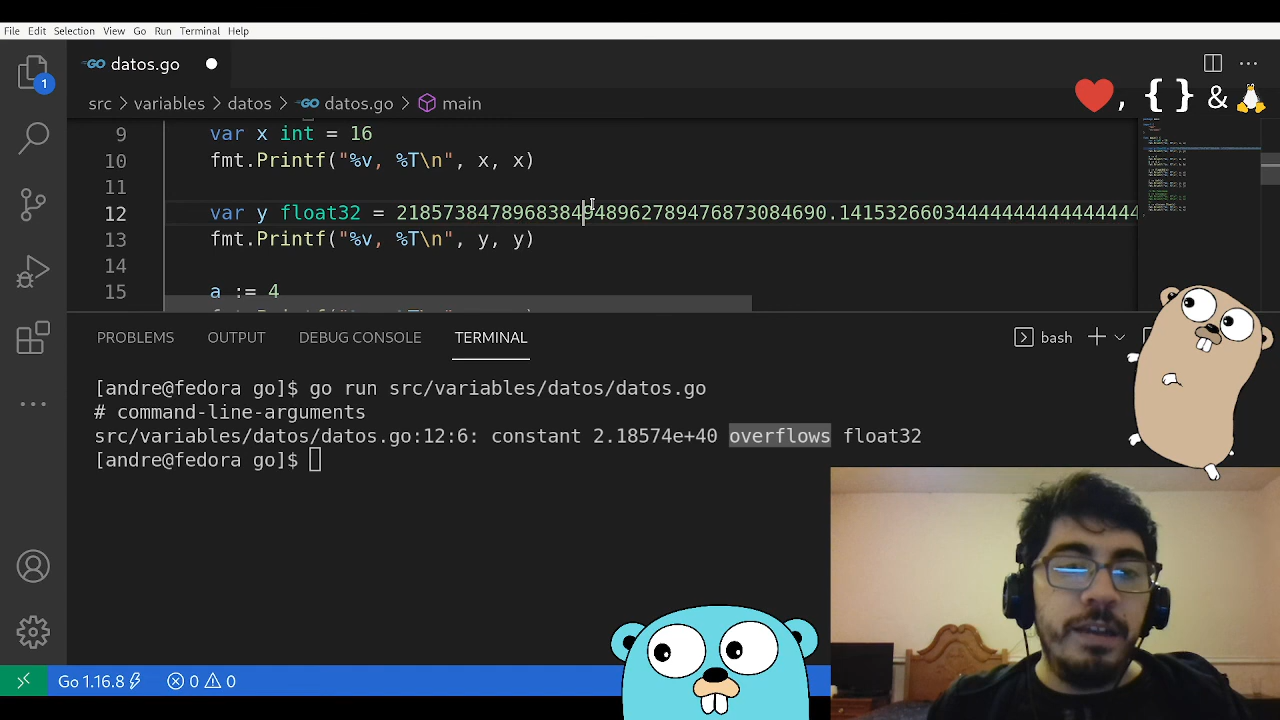 File Edit Selection View Go Run Terminal Help
1
GO datos.go
src > variables > datos > GO datos.go > main
, { } &
9 var x int = 16
10 fmt.Printf("%v, %T\n", x, x)
11
12 var y float32 =
13 fmt.Printf("%v, %T\n", y, y)
14
15 a := 4
PROBLEMS OUTPUT DEBUG CONSOLE TERMINAL
bash
[andre@fedora go]$ go run src/variables/datos/datos.go
# command-line-arguments
src/variables/datos/datos.go:12:6: constant 2.18574e+40 overflows float32
[andre@fedora go]$
Go 1.16.8 0 0